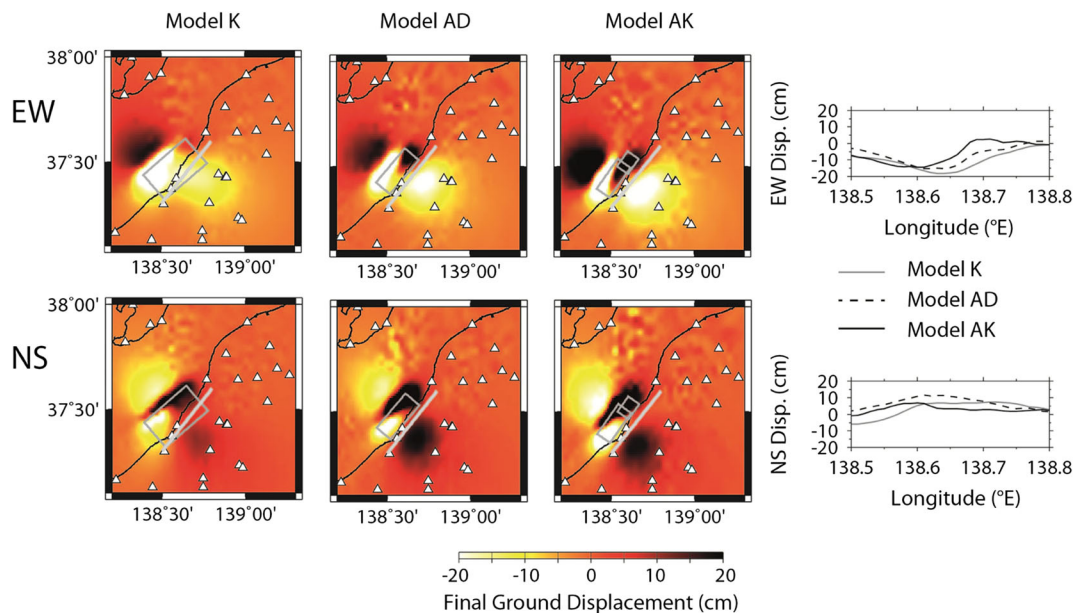 Model K
Model AD
Model AK
EW
38°00'
37°30'
138°30' 139°00'
138°30' 139°00'
138°30' 139°00'
EW Disp. (cm)
20
10
0
-10
-20
138.5 138.6 138.7 138.8
Longitude (°E)
Model K
Model AD
Model AK
NS
38°00'
37°30'
138°30' 139°00'
138°30' 139°00'
138°30' 139°00'
NS Disp. (cm)
20
10
0
-10
-20
138.5 138.6 138.7 138.8
Longitude (°E)
-20 -10 0 10 20
Final Ground Displacement (cm)